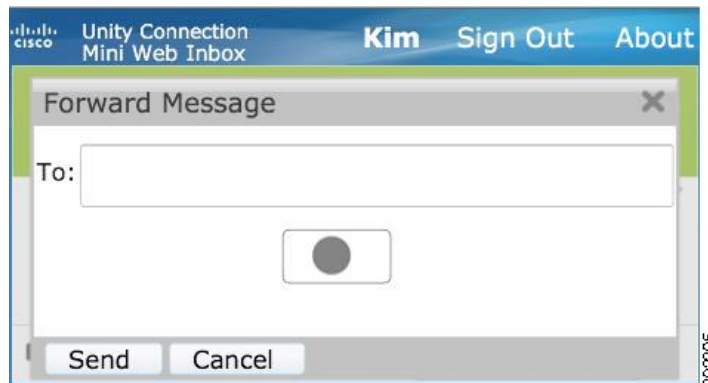 cisco
Unity Connection
Mini Web Inbox
Kim Sign Out About
Forward Message
To:
Send Cancel